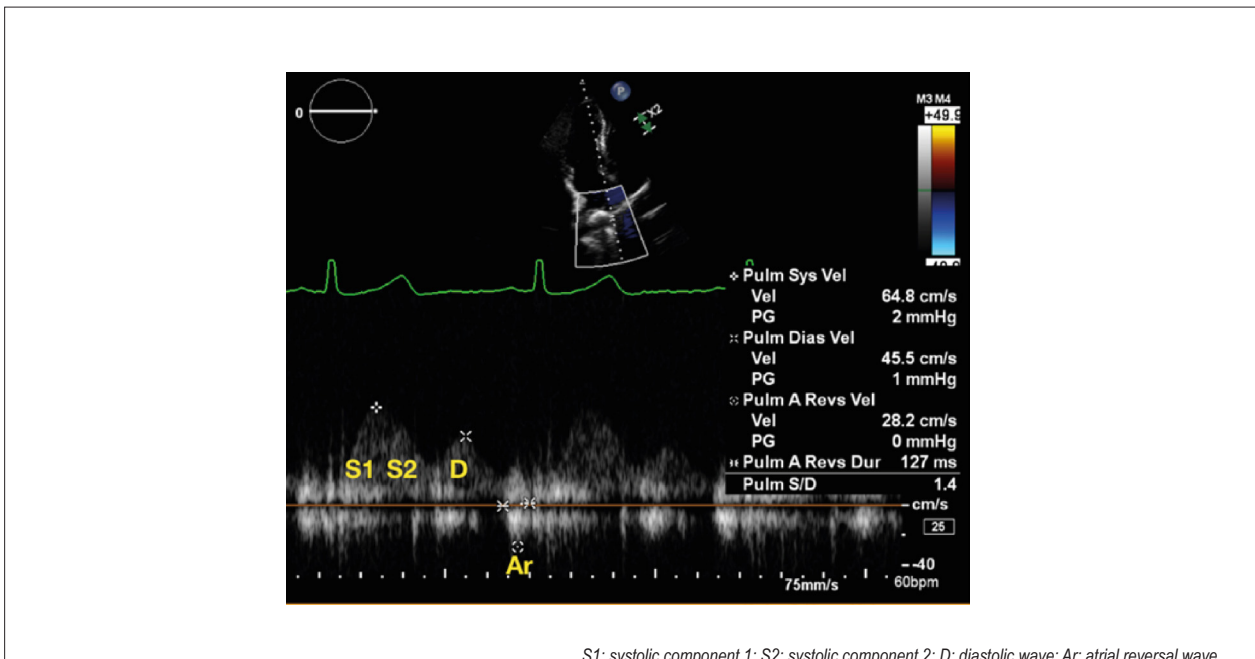 0
P
X2
M3 M4
+49.9
Pulm Sys Vel
Vel 64.8 cm/s
PG 2 mmHg
Pulm Dias Vel
Vel 45.5 cm/s
PG 1 mmHg
Pulm A Revs Vel
Vel 28.2 cm/s
PG 0 mmHg
Pulm A Revs Dur 127 ms
Pulm S/D 1.4
S1 S2 D
cm/s
25
Ar
-40
75mm/s
60bpm
S1: systolic component 1; S2: systolic component 2; D: diastolic wave; Ar: atrial reversal wave